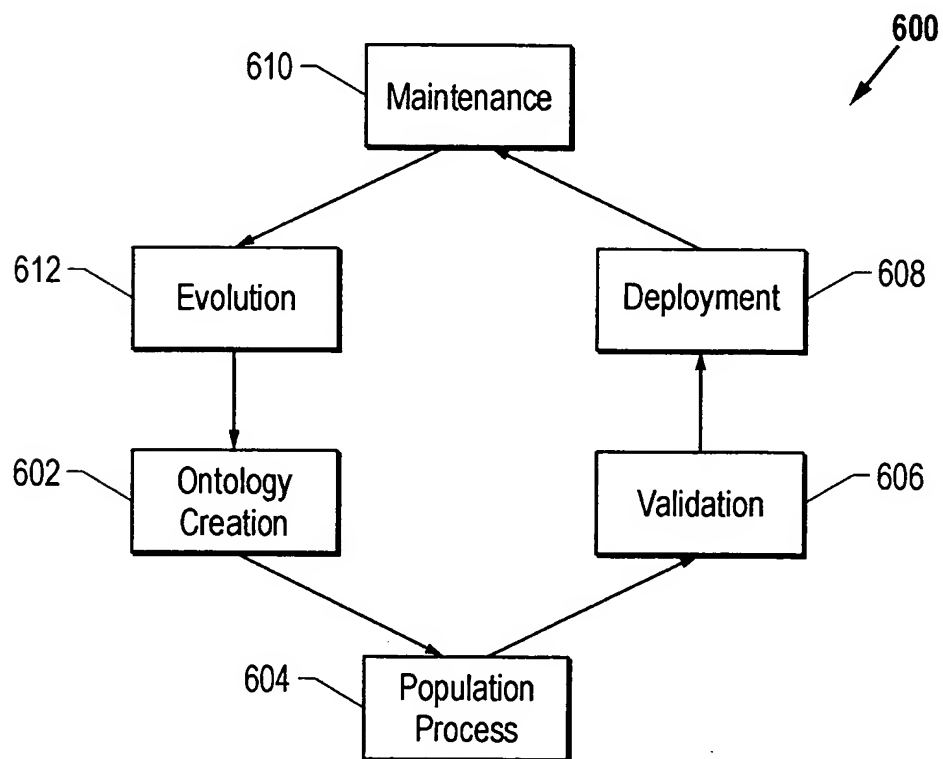 600
610
Maintenance
612
Evolution
Deployment
608
602
Ontology
Creation
Validation
606
604
Population
Process